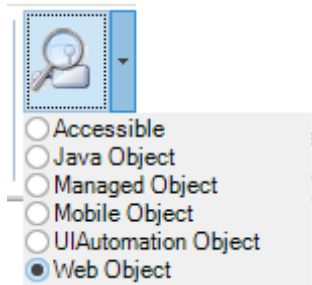 Accessible
Java Object
Managed Object
Mobile Object
UIAutomation Object
Web Object